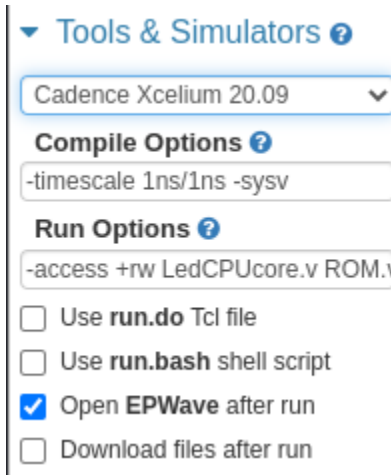 Tools & Simulators
Cadence Xcelium 20.09
Compile Options
-timescale 1ns/1ns -sysv
Run Options
-access +rw LedCPUcore.v ROM.v
Use run.do Tcl file
Use run.bash shell script
Open EPWave after run
Download files after run